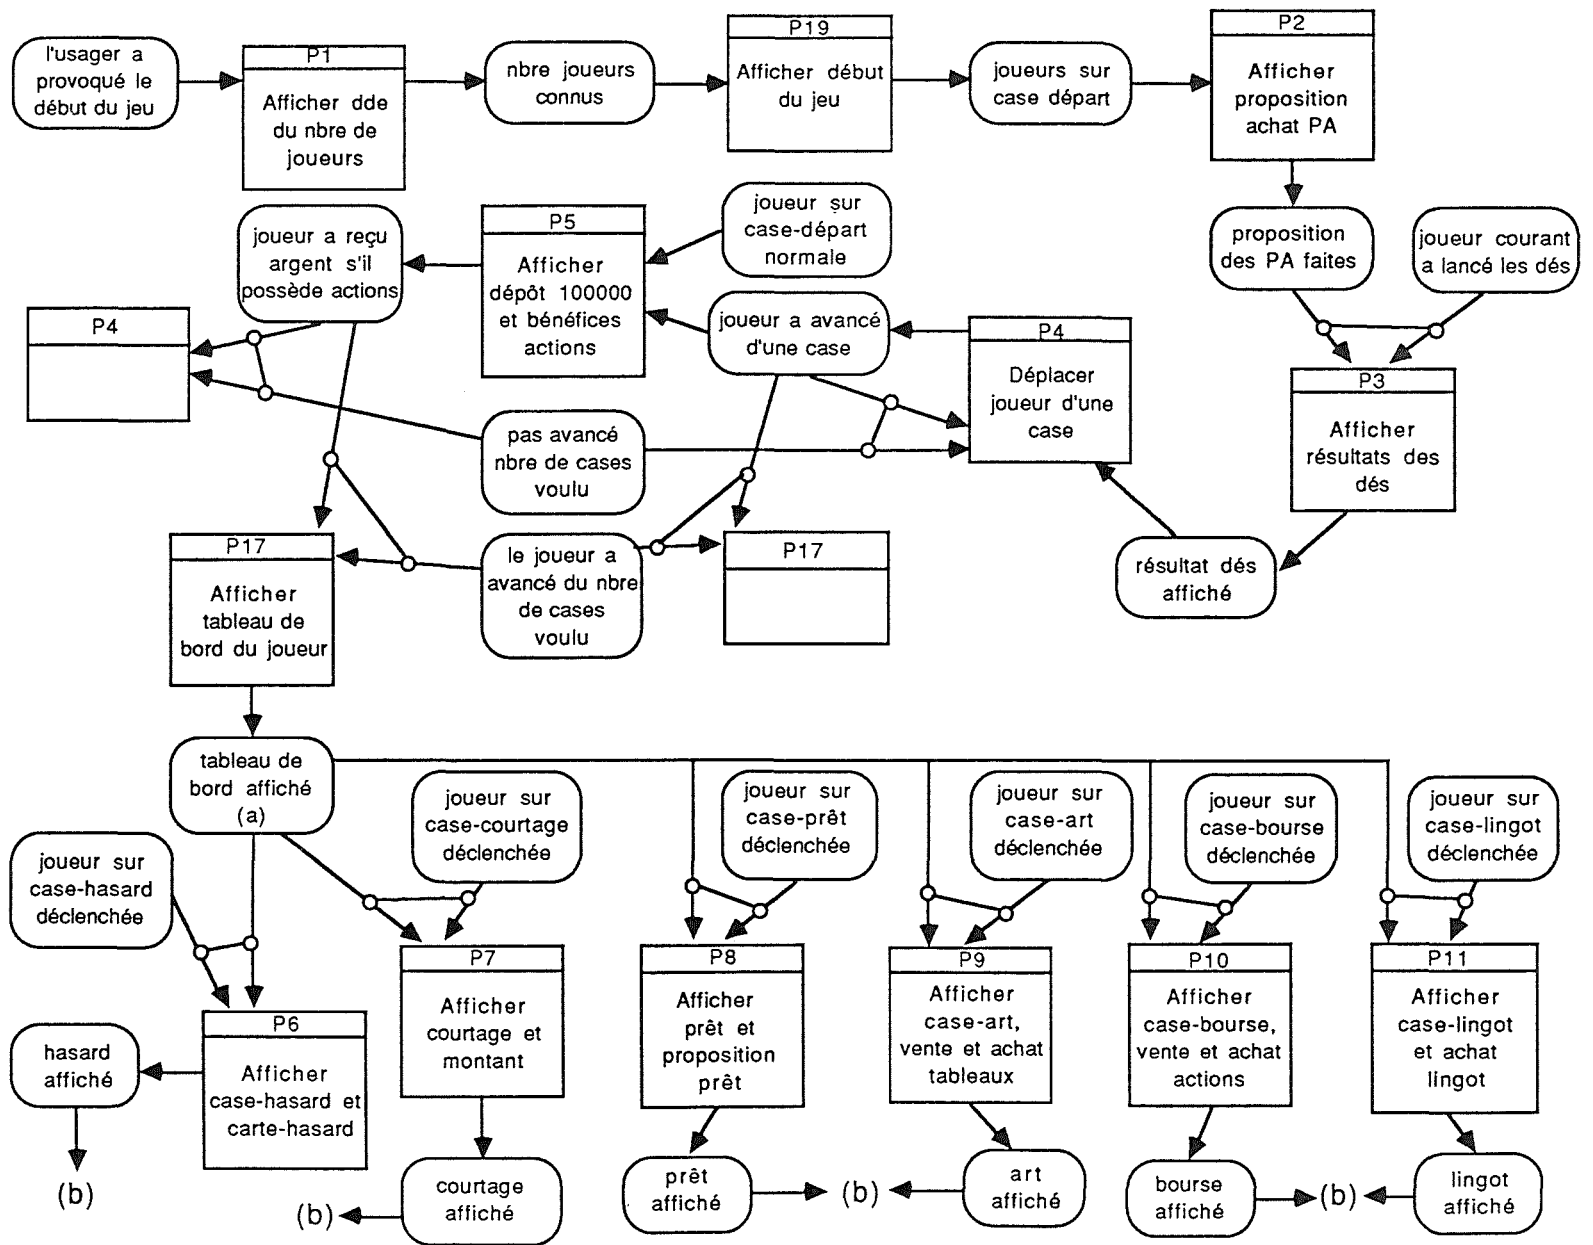 l'usager a
provoqué le
début du jeu
P1
Afficher dde
du nbre de
joueurs
nbre joueurs
connus
P19
Afficher début
du jeu
joueurs sur
case départ
P2
Afficher
proposition
achat PA
joueur a reçu
argent s'il
possède actions
P5
Afficher
dépôt 100000
et bénéfices
actions
joueur sur
case-départ
normale
proposition
des PA faites
joueur courant
a lancé les dés
P4
joueur a avancé
d'une case
P4
Déplacer
joueur d'une
case
P3
Afficher
résultats des
dés
pas avancé
nbre de cases
voulu
P17
Afficher
tableau de
bord du joueur
le joueur a
avancé du nbre
de cases
voulu
P17
résultat dés
affiché
tableau de
bord affiché
(a)
joueur sur
case-courtage
déclenchée
joueur sur
case-prêt
déclenchée
joueur sur
case-art
déclenchée
joueur sur
case-bourse
déclenchée
joueur sur
case-lingot
déclenchée
joueur sur
case-hasard
déclenchée
P6
Afficher
case-hasard et
carte-hasard
P7
Afficher
courtage et
montant
P8
Afficher
prêt et
proposition
prêt
P9
Afficher
case-art,
vente et achat
tableaux
P10
Afficher
case-bourse,
vente et achat
actions
P11
Afficher
case-lingot
et achat
lingot
hasard
affiché
(b)
(b)
courtage
affiché
prêt
affiché
(b)
art
affiché
bourse
affiché
(b)
lingot
affiché